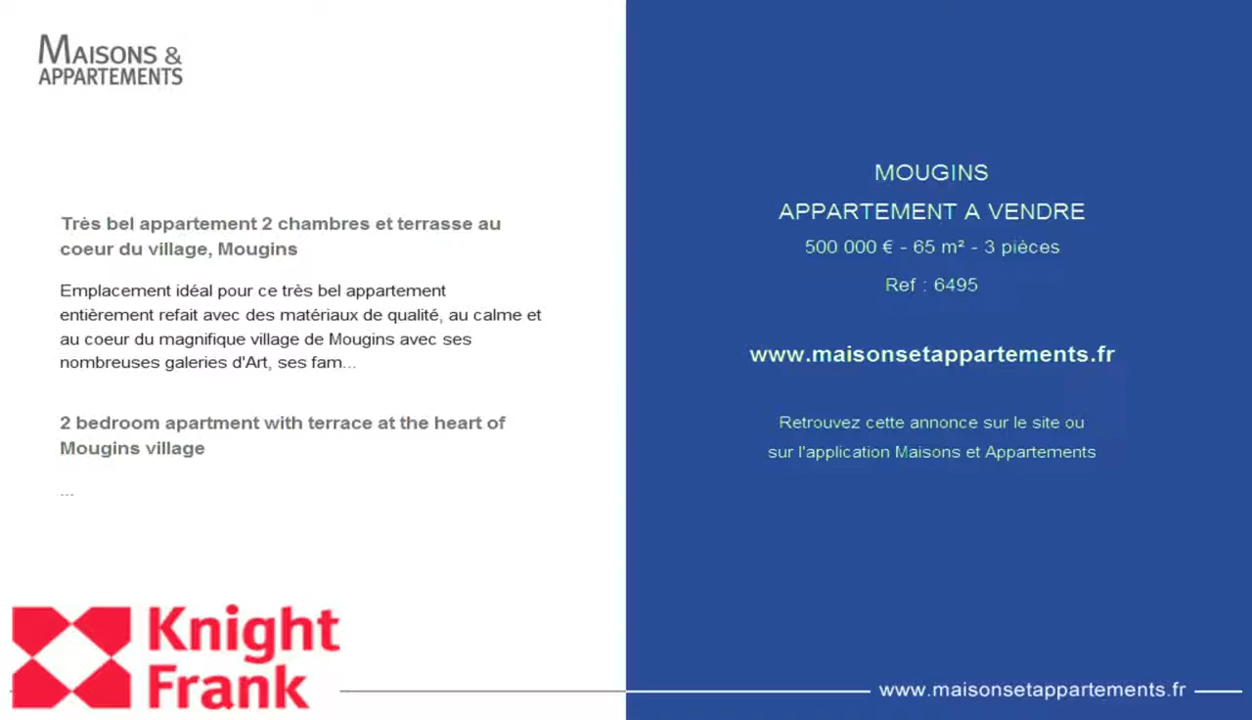 MAISONS &
APPARTEMENTS
Très bel appartement 2 chambres et terrasse au
coeur du village, Mougins
Emplacement idéal pour ce très bel appartement
entièrement refait avec des matériaux de qualité, au calme et
au coeur du magnifique village de Mougins avec ses
nombreuses galeries d'Art, ses fam...
2 bedroom apartment with terrace at the heart of
Mougins village
...
Knight
Frank
MOUGINS
APPARTEMENT A VENDRE
500 000 € - 65 m² - 3 pièces
Ref : 6495
www.maisonsetappartements.fr
Retrouvez cette annonce sur le site ou
sur l'application Maisons et Appartements
www.maisonsetappartements.fr